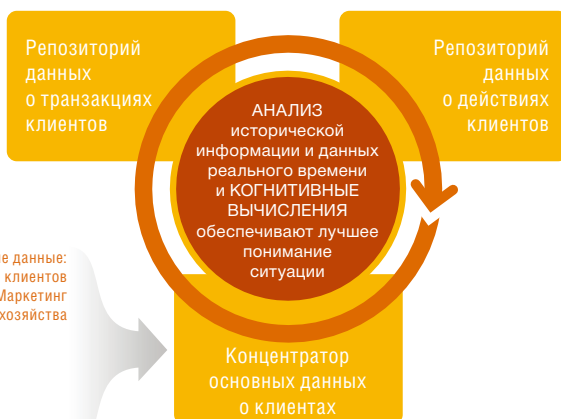 Репозиторий
данных
о транзакциях
клиентов
Репозиторий
данных
о действиях
клиентов
АНАЛИЗ
исторической
информации и данных
реального времени
и КОГНИТИВНЫЕ
ВЫЧИСЛЕНИЯ
обеспечивают лучшее
понимание
ситуации
данные:
клиентов
Маркетинг
хозяйства
Концентратор
основных данных
о клиентах